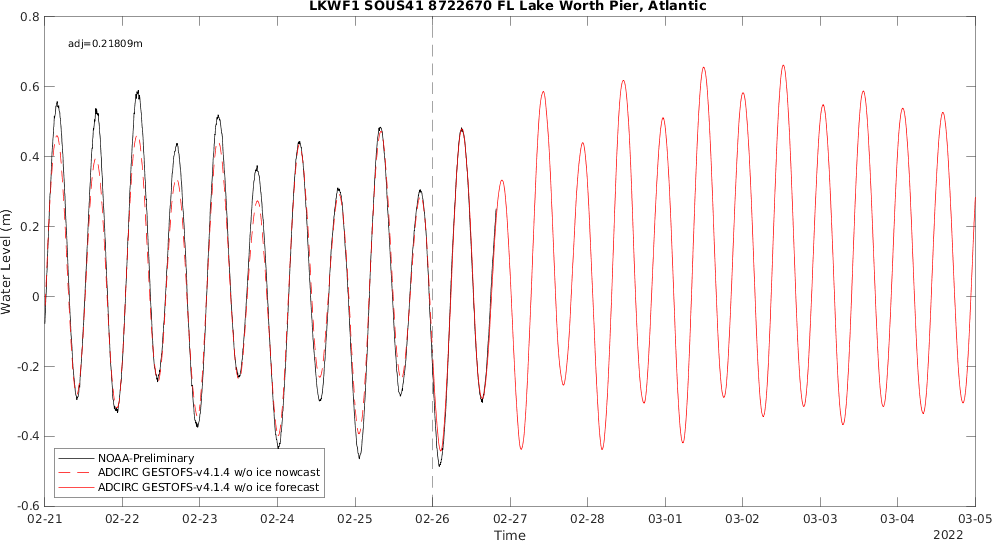 LKWF1 SOUS41 8722670 FL Lake Worth Pier, Atlantic
adj=0.21809m
0.8
0.6
0.4
0.2
0
-0.2
-0.4
-0.6
Water Level (m)
NOAA-Preliminary
ADCIRC GESTOFS-v4.1.4 w/o ice nowcast
ADCIRC GESTOFS-v4.1.4 w/o ice forecast
02-21 02-22 02-23 02-24 02-25 02-26 02-27 02-28 03-01 03-02 03-03 03-04 03-05
Time
2022